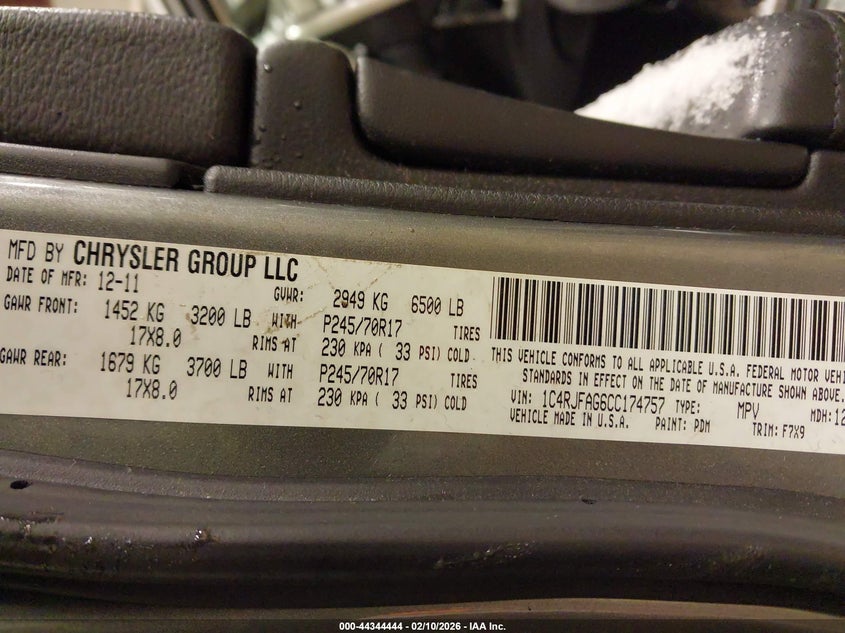 MFD BY CHRYSLER GROUP LLC
DATE OF MFR: 12-11 GVWR: 2949 KG 6500 LB
GAWR FRONT: 1452 KG 3200 LB WITH P245/70R17 TIRES
17X8.0 RIMS AT 230 KPA ( 33 PSI) COLD
GAWR REAR: 1679 KG 3700 LB WITH P245/70R17 TIRES
17X8.0 RIMS AT 230 KPA ( 33 PSI) COLD
THIS VEHICLE CONFORMS TO ALL APPLICABLE U.S.A. FEDERAL MOTOR VEHI
STANDARDS IN EFFECT ON THE DATE OF MANUFACTURE SHOWN ABOVE.
VIN: 1C4RJFAG6CC174757 TYPE: MPV MDH:12
VEHICLE MADE IN U.S.A. PAINT: PDM TRIM: F7X9
000-44344444 — 02/10/2026 — IAA Inc.